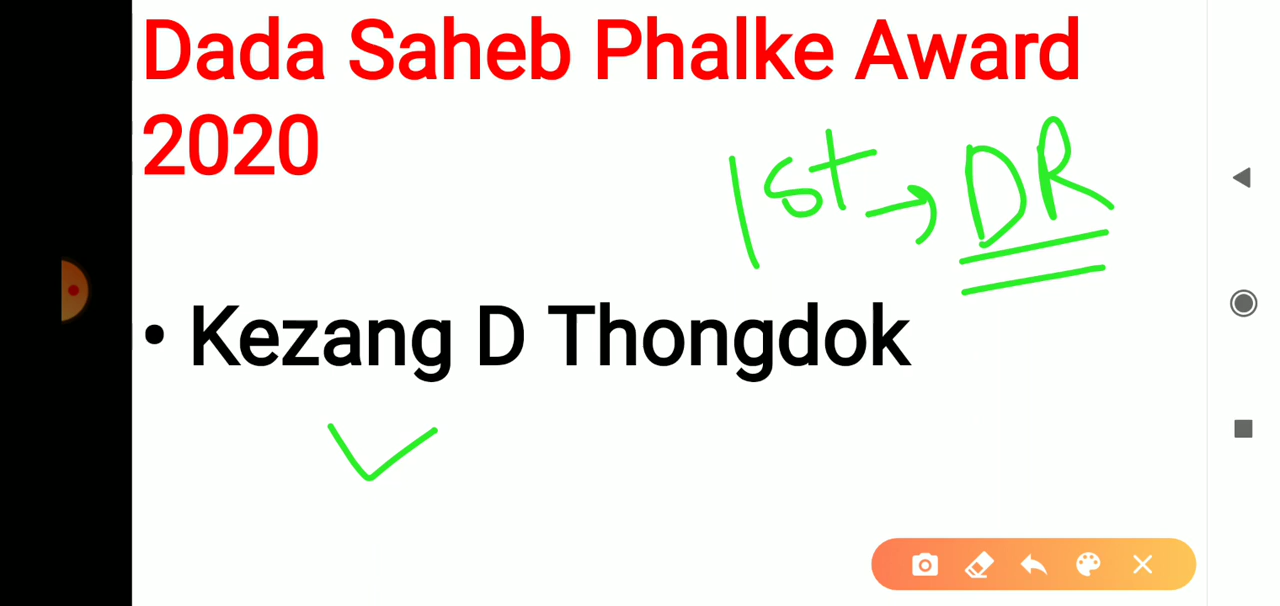 Dada Saheb Phalke Award
2020
1st → DR
• Kezang D Thongdok